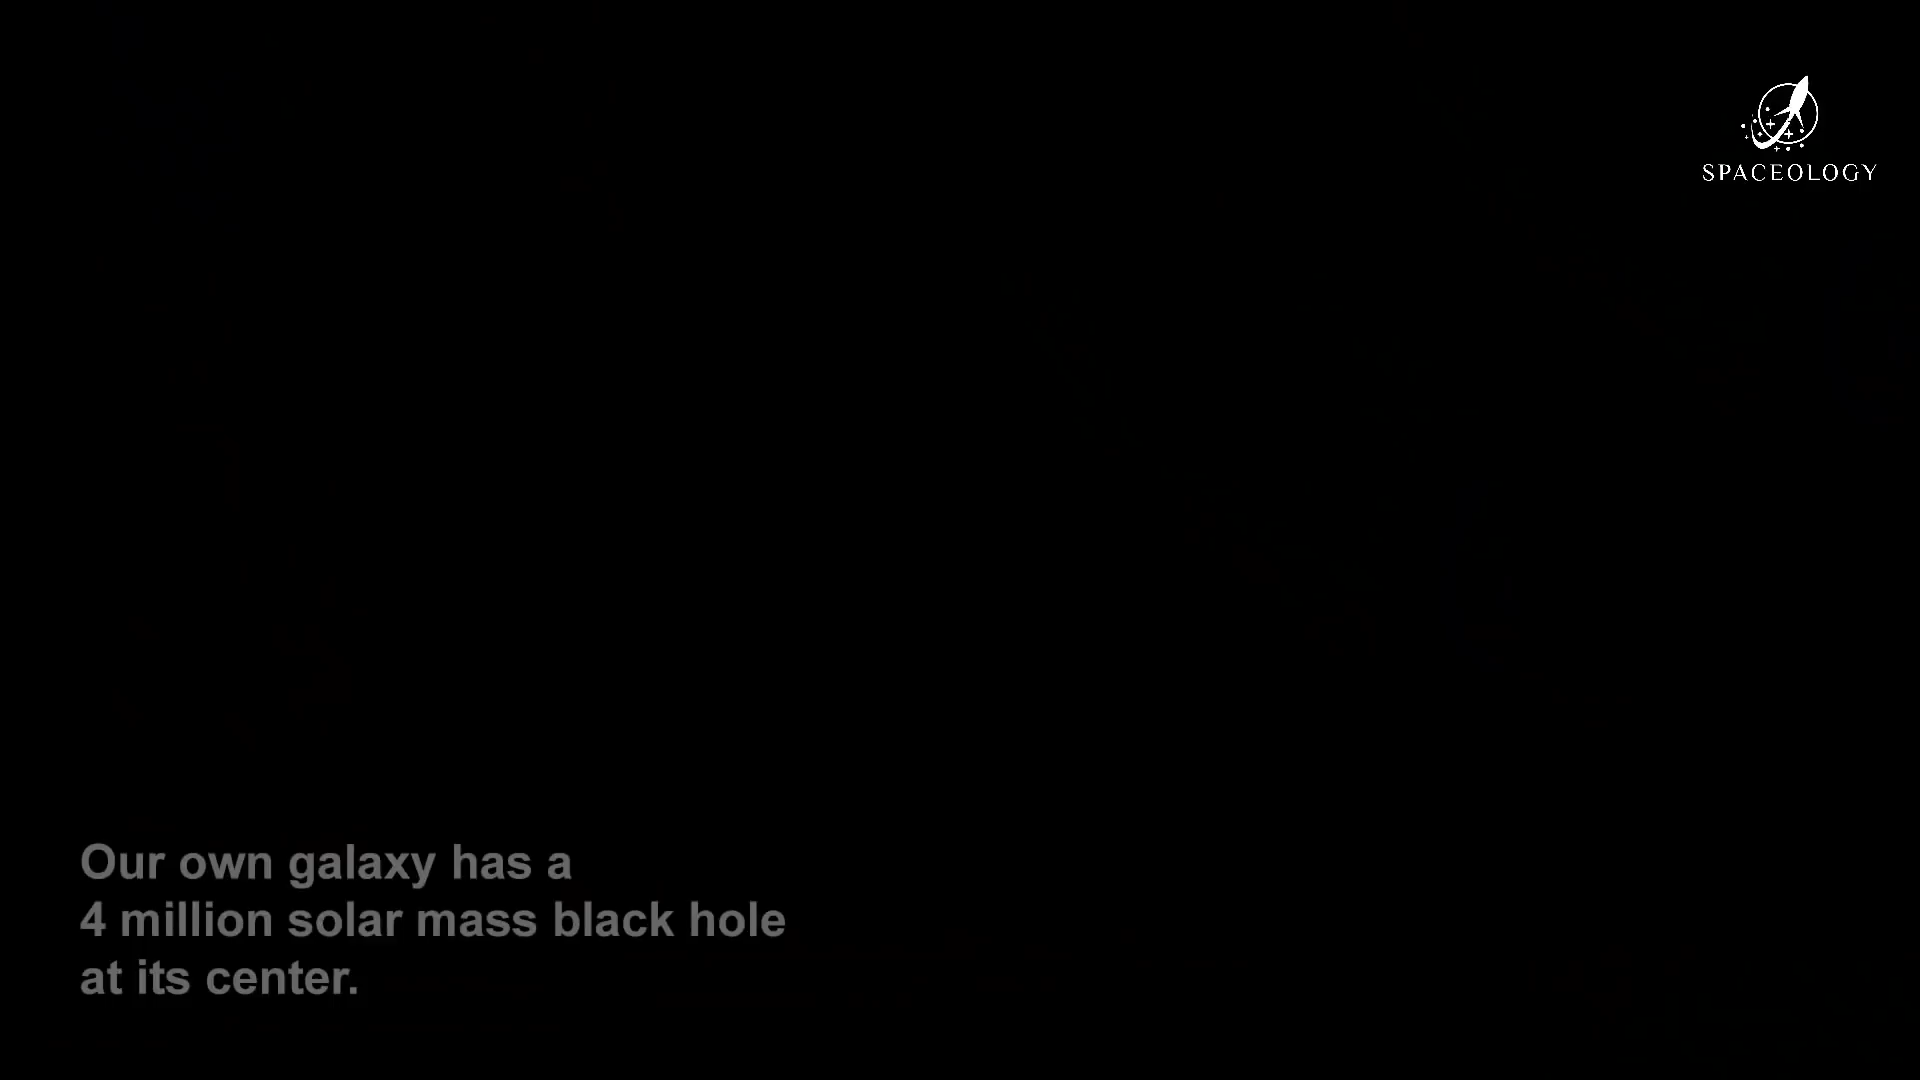 SPACEOLOGY
Our own galaxy has a
4 million solar mass black hole
at its center.